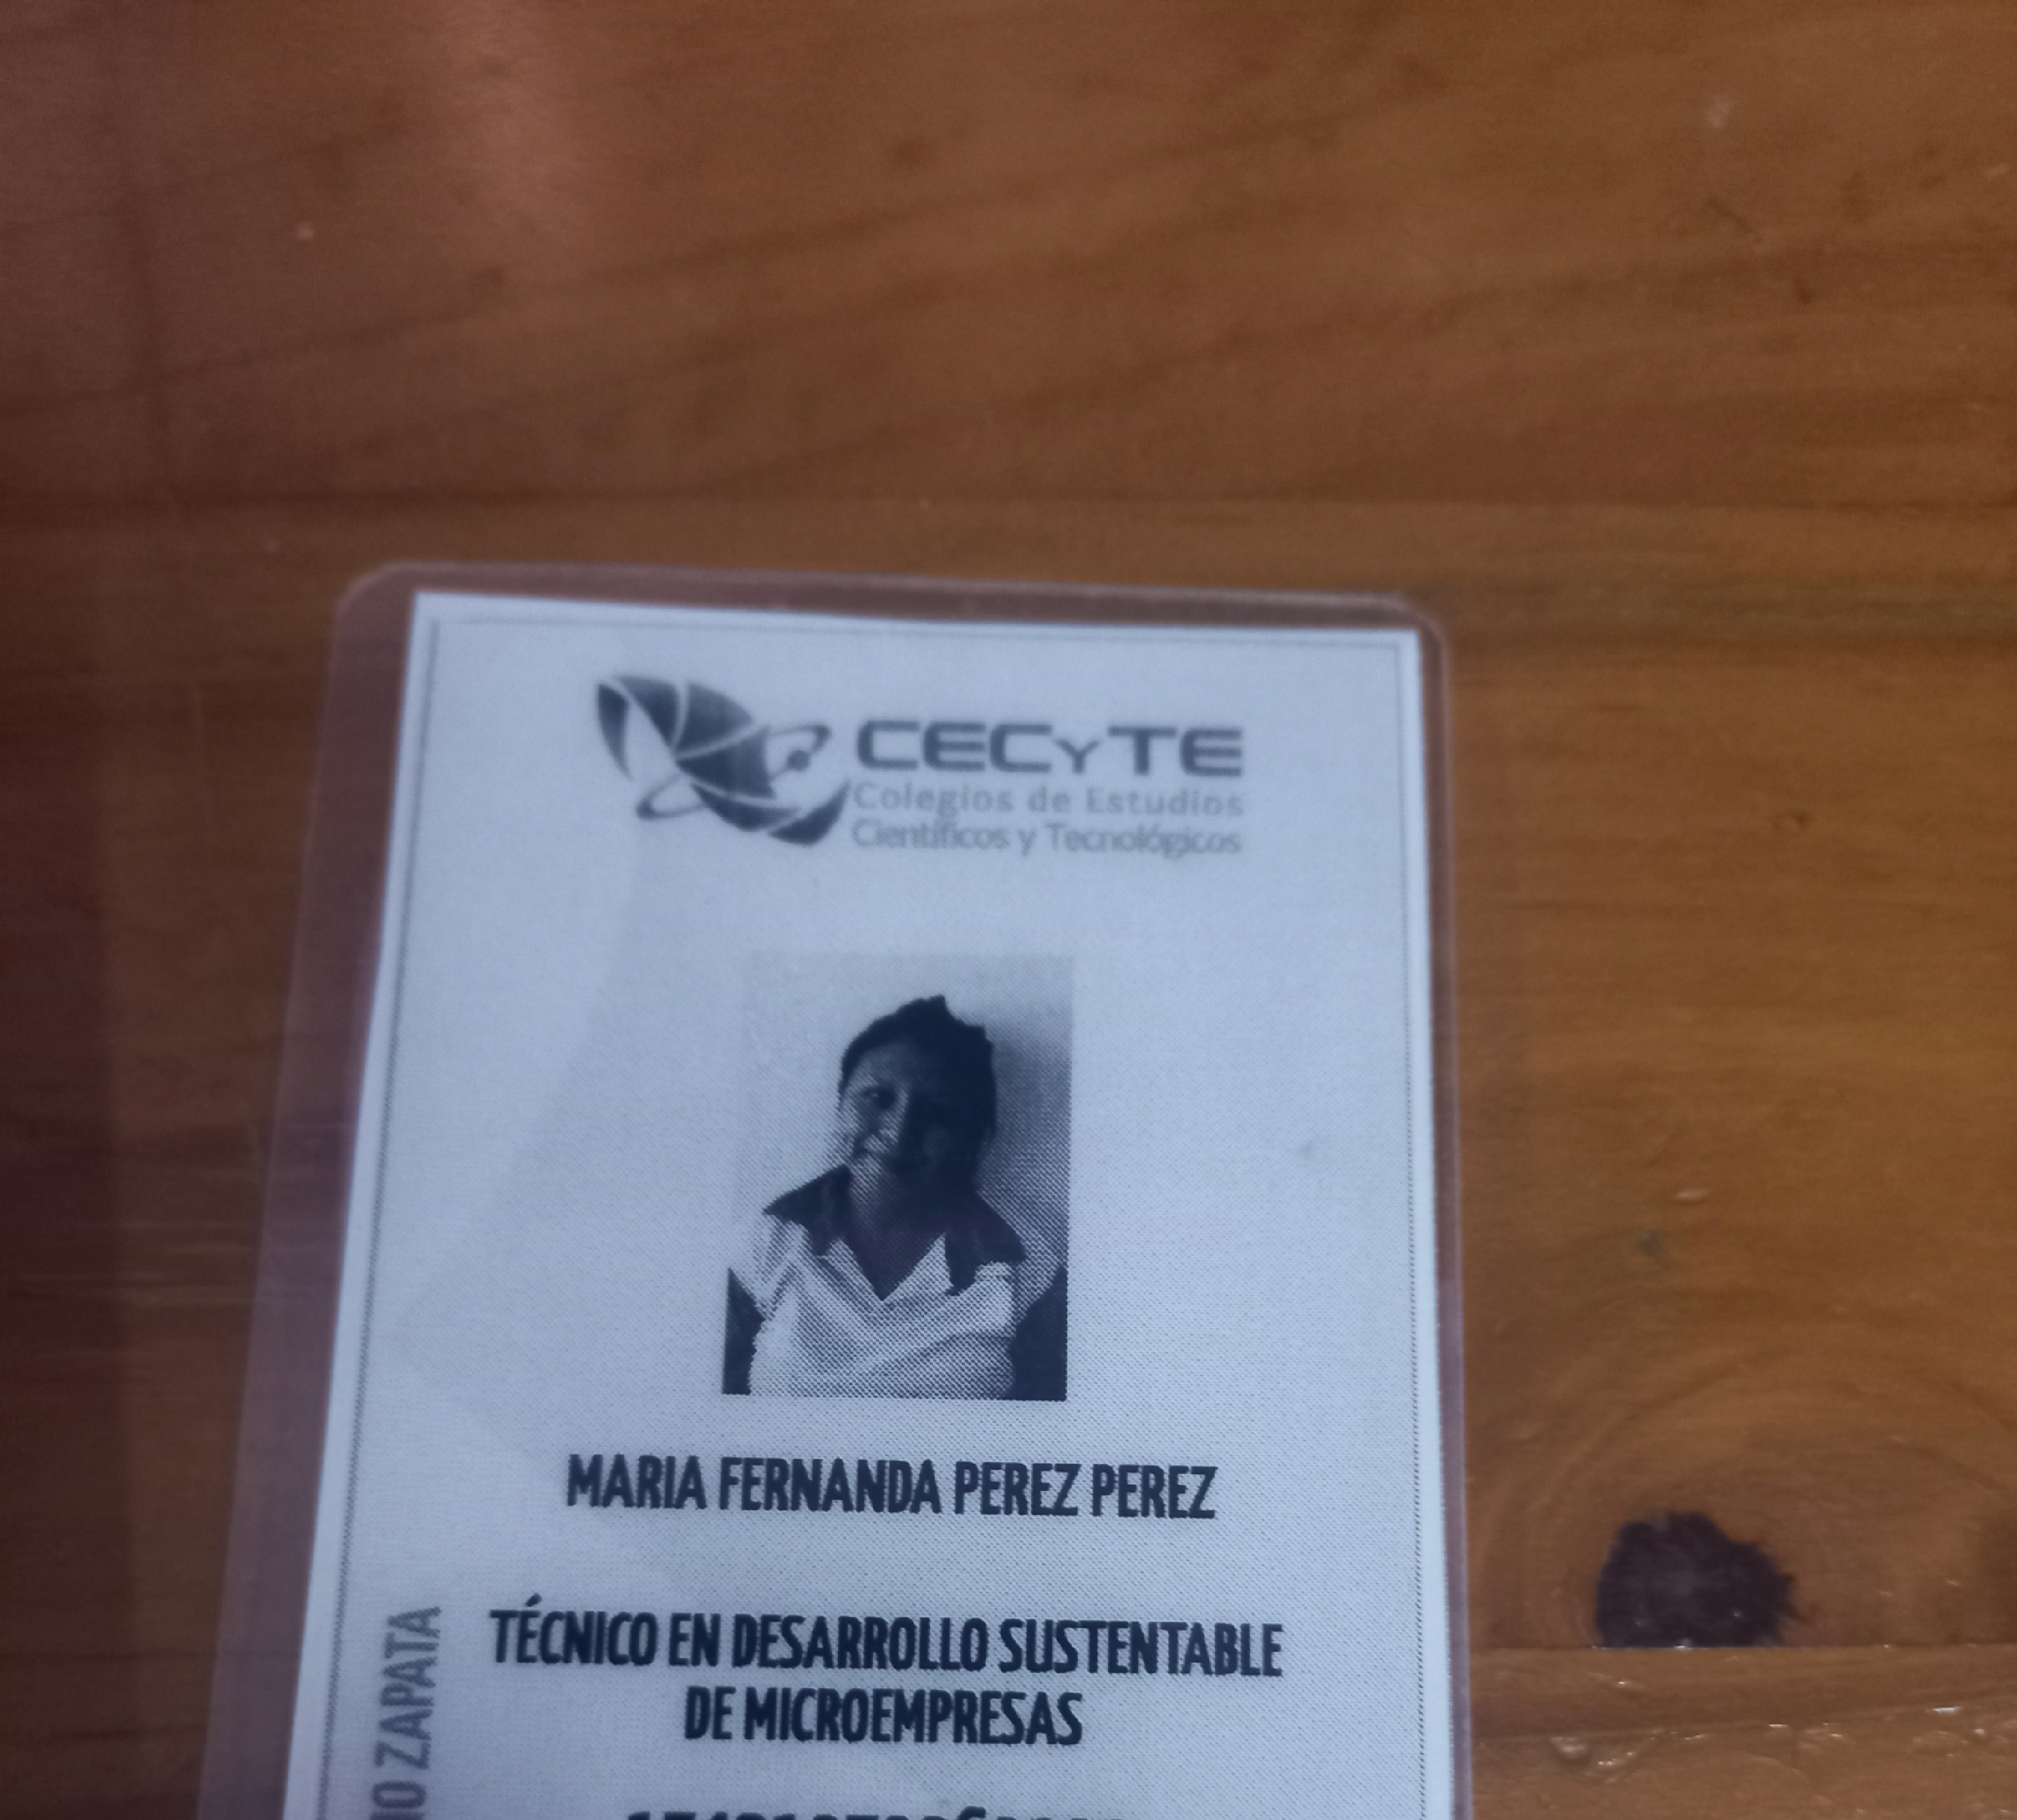 CECyTE
Colegios de Estudios
Científicos y Tecnológicos
MARIA FERNANDA PEREZ PEREZ
TÉCNICO EN DESARROLLO SUSTENTABLE
DE MICROEMPRESAS
ZAPATA